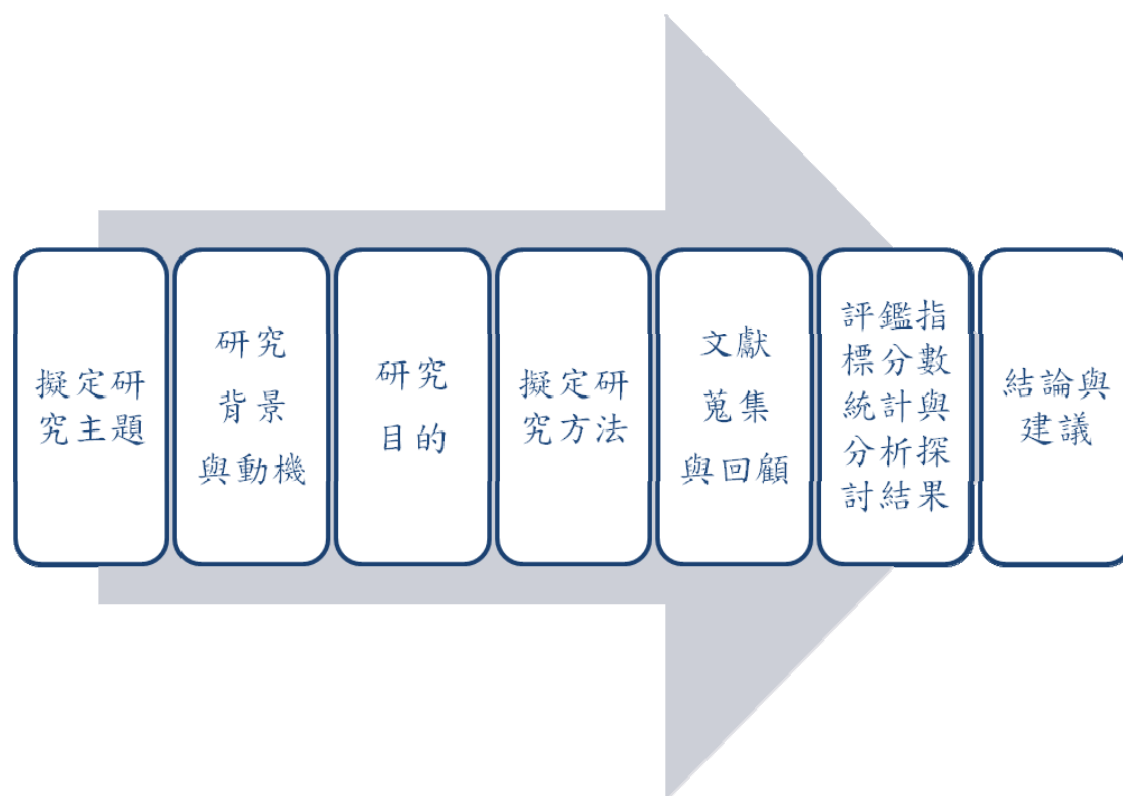 擬定研
究主題
研究
背景
與動機
研究
目的
擬定研
究方法
文獻
蒐集
與回顧
評鑑指
標分數
統計與
分析探
討結果
結論與
建議